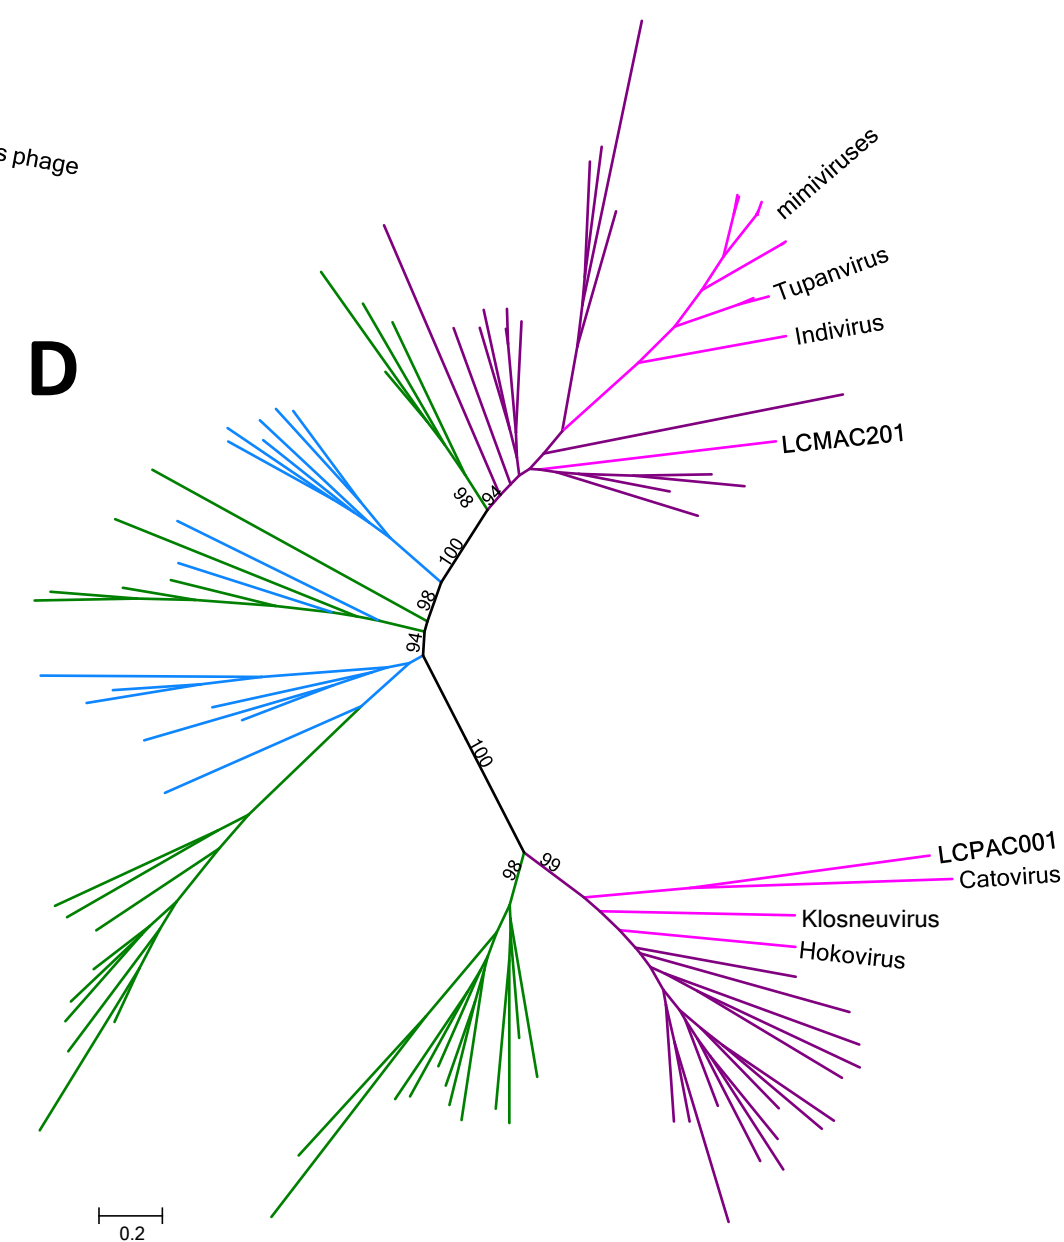 s phage
D
mimiviruses
Tupanvirus
Indivirus
LCMAC201
98
94
100
98
94
100
98
99
LCPAC001
Catovirus
Klosneuvirus
Hokovirus
0.2